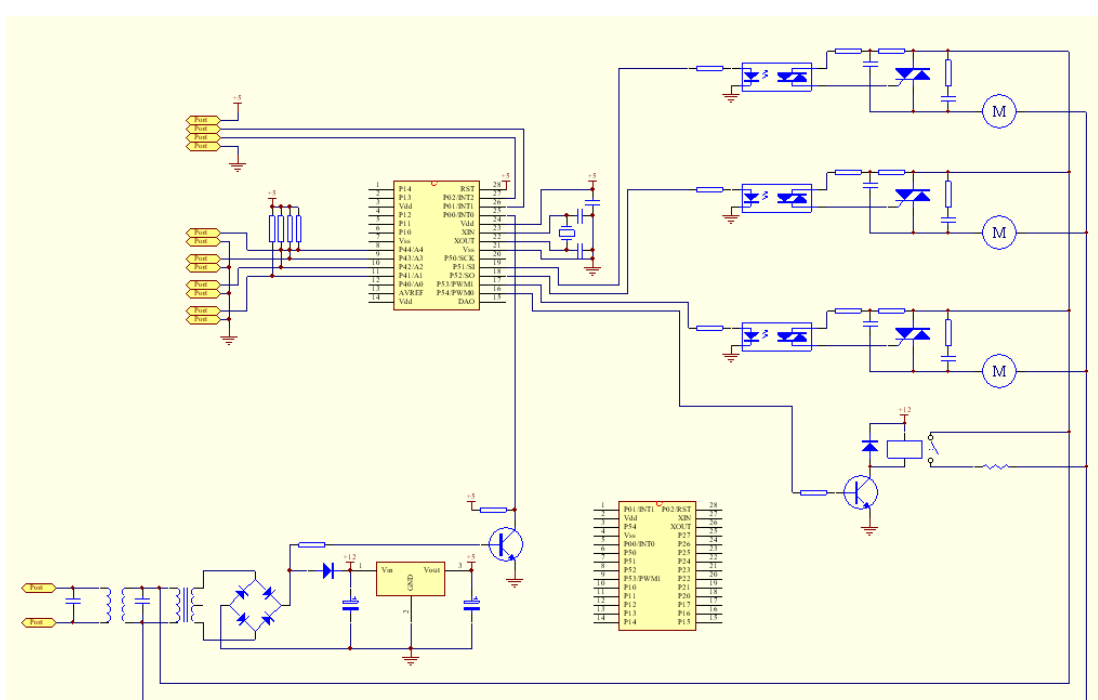 +5
Port
Port
Port
Port
+5
Port
Port
Port
Port
Port
Port
Port
Port
1 P14 RST 28 +5
2 P13 P02/INT2 27
3 Vdd P01/INT1 26
4 P12 P00/INT0 25
5 P11 Vdd 24
6 P10 XIN 23
7 Vss XOUT 22
8 P44/A4 Vss 21
9 P43/A3 P50/SCK 20
10 P42/A2 P51/SI 19
11 P41/A1 P52/SO 18
12 P40/A0 P53/PWM1 17
13 AVREF P54/PWM0 16
14 Vdd DAO 15
+5
M
M
M
+12
+5
1 P01/INT1 P02/RST 28
2 Vdd XIN 27
3 P54 XOUT 26
4 Vss P27 25
5 P00/INT0 P26 24
6 P50 P25 23
7 P51 P24 22
8 P52 P23 21
9 P53/PWM1 P22 20
10 P10 P21 19
11 P11 P20 18
12 P12 P17 17
13 P13 P16 16
14 P14 P15 15
+12
+5
1 Vin Vout 3
GND
2
Port
Port